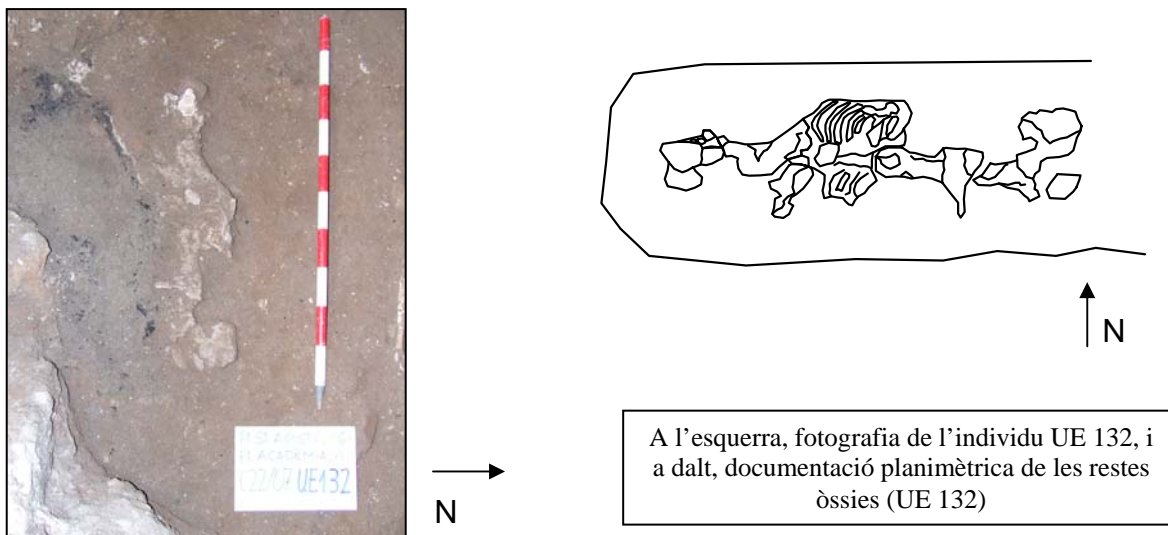 C22/07 UE132
N
N
A l'esquerra, fotografia de l'individu UE 132, i
a dalt, documentació planimètrica de les restes
òssies (UE 132)